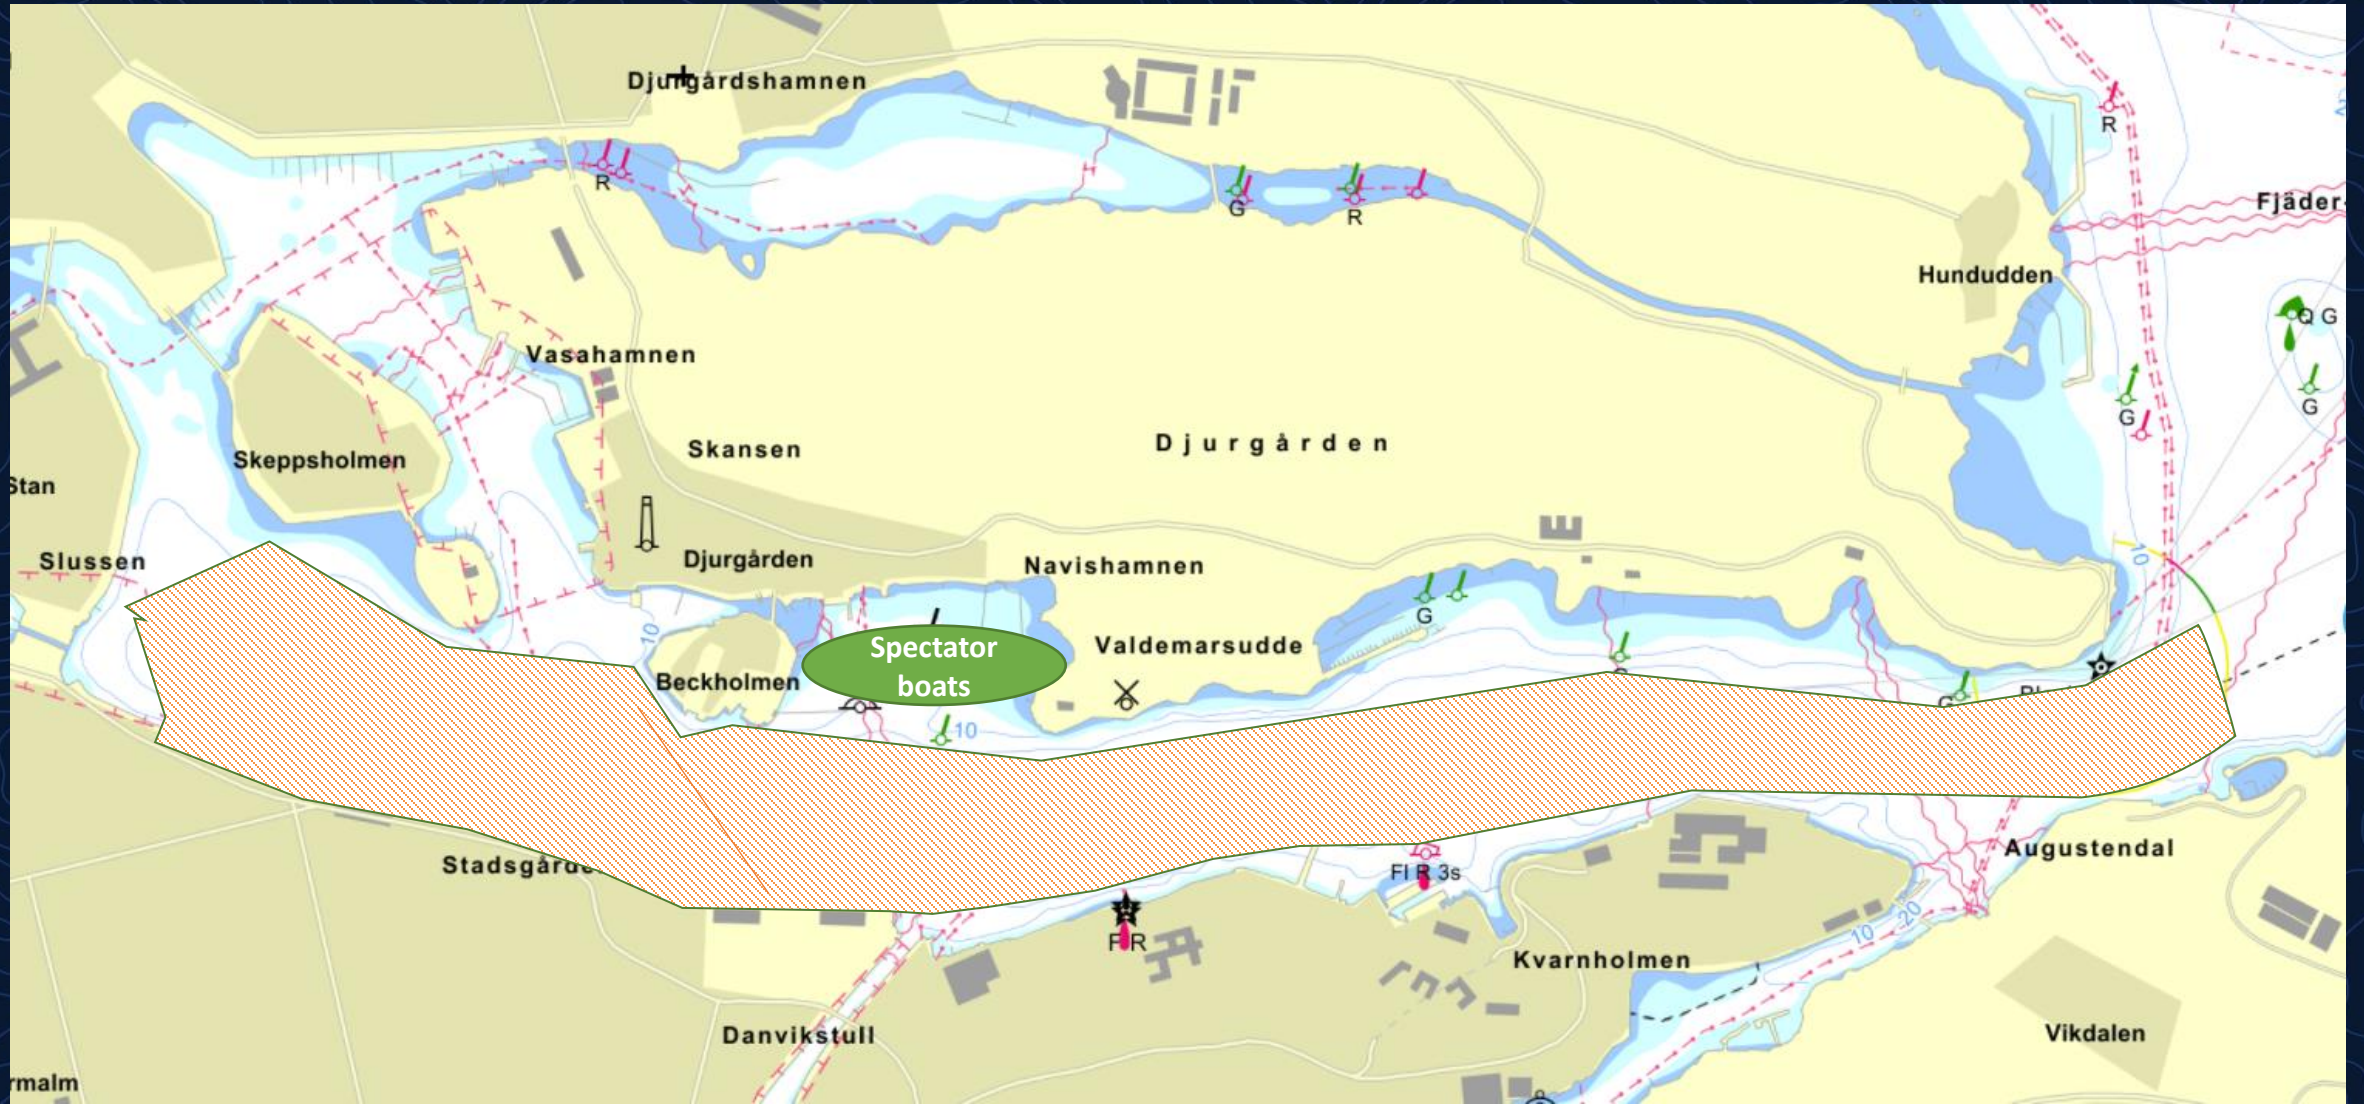 Djurgårdshamnen
R
R
G
R
Fjäder-
Hundudden
Q G
G
G
Vasahamnen
Skansen
Djurgården
Skeppsholmen
Stan
Slussen
Djurgården
Navishamnen
10
G
10
Spectator
boats
Valdemarsudde
Beckholmen
10
Stadsgården
Fl R 3s
Augustendal
F R
20
10
Kvarnholmen
Danvikstull
Vikdalen
rmalm